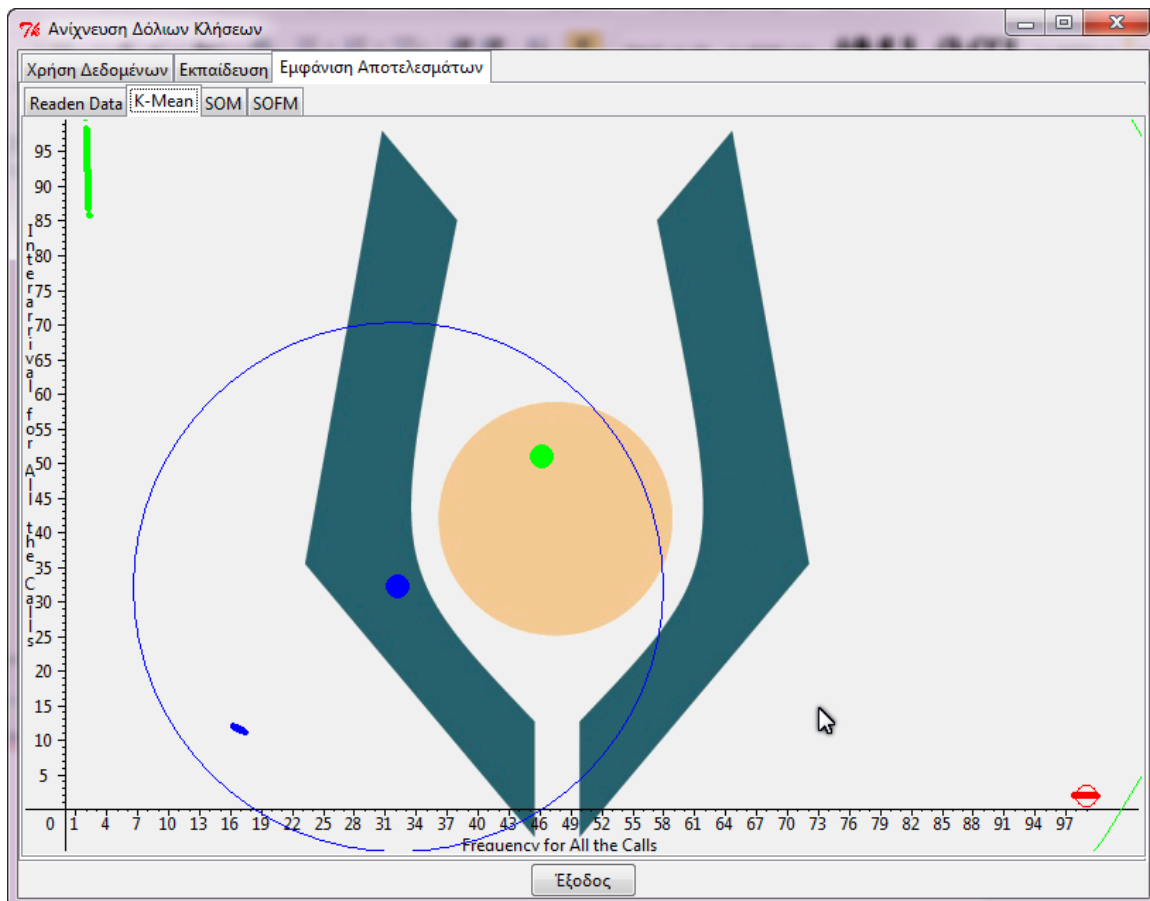 Ανίχνευση Δόλιων Κλήσεων
Χρήση Δεδομένων Εκπαίδευση Εμφάνιση Αποτελεσμάτων
Readen Data K-Mean SOM SOFM
95
90
85
80
75
70
65
60
55
50
45
40
35
30
25
20
15
10
5
Interarrival for All the Calls
0 1 4 7 10 13 16 19 22 25 28 31 34 37 40 43 46 49 52 55 58 61 64 67 70 73 76 79 82 85 88 91 94 97
Frequency for All the Calls
Έξοδος